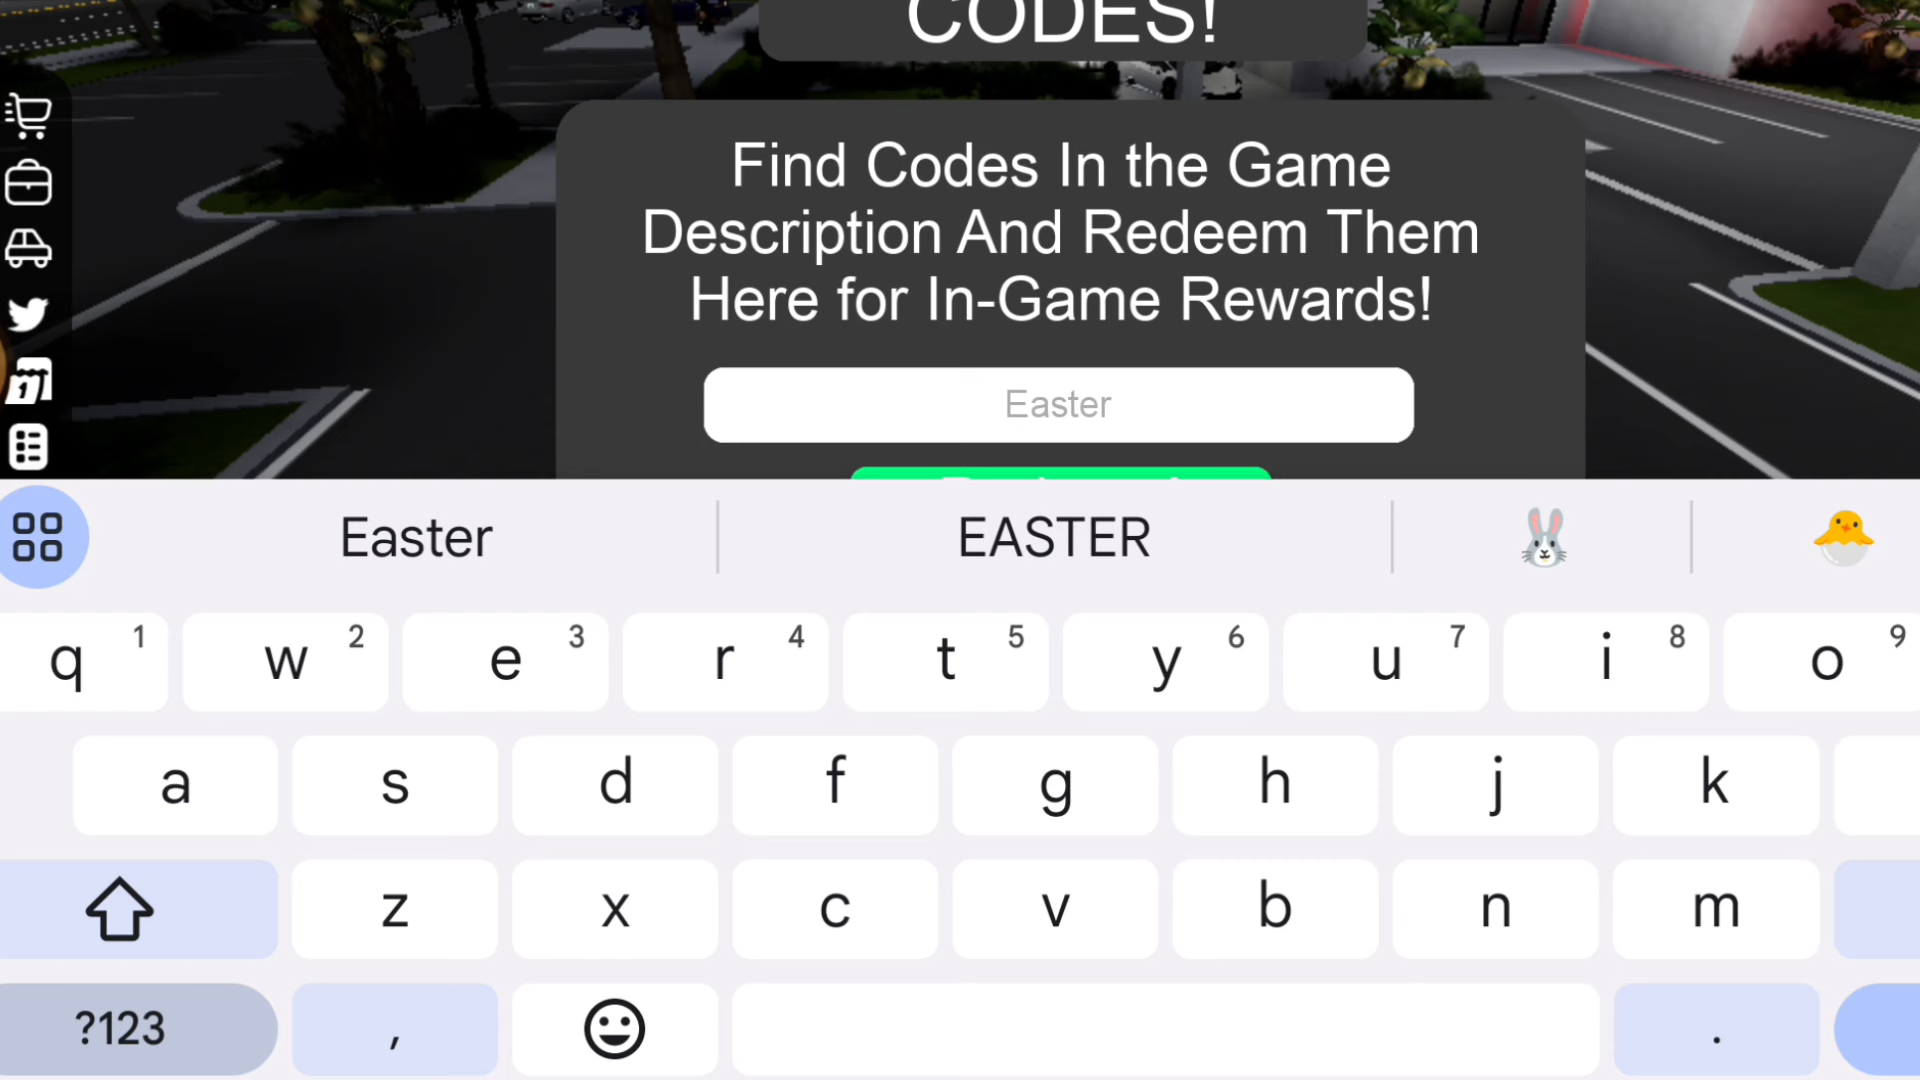 CODES!
Find Codes In the Game
Description And Redeem Them
Here for In-Game Rewards!
1
Easter
Easter EASTER
q 1 w 2 e 3 r 4 t 5 y 6 u 7 i 8 o 9
a s d f g h j k
z x c v b n m
?123 , .